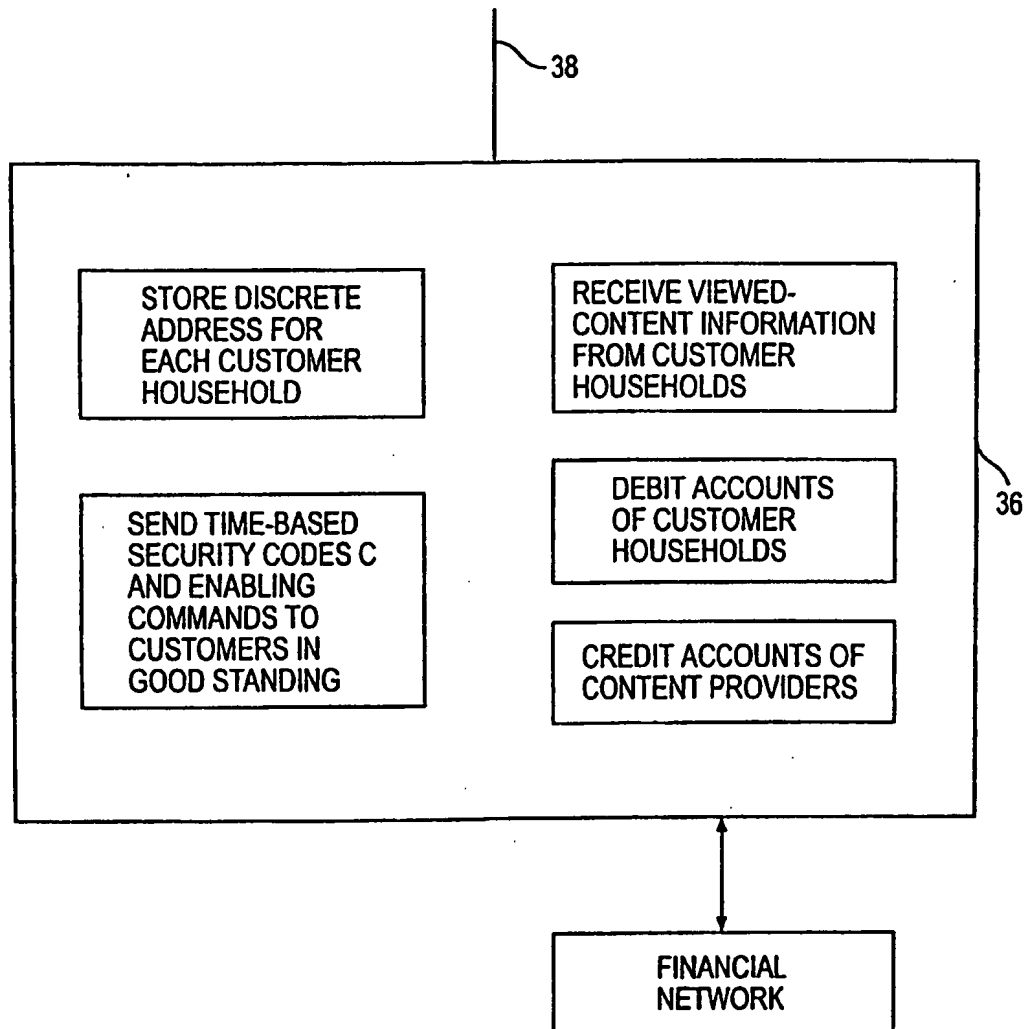 38
STORE DISCRETE
ADDRESS FOR
EACH CUSTOMER
HOUSEHOLD
RECEIVE VIEWED-
CONTENT INFORMATION
FROM CUSTOMER
HOUSEHOLDS
36
SEND TIME-BASED
SECURITY CODES C
AND ENABLING
COMMANDS TO
CUSTOMERS IN
GOOD STANDING
DEBIT ACCOUNTS
OF CUSTOMER
HOUSEHOLDS
CREDIT ACCOUNTS OF
CONTENT PROVIDERS
FINANCIAL
NETWORK